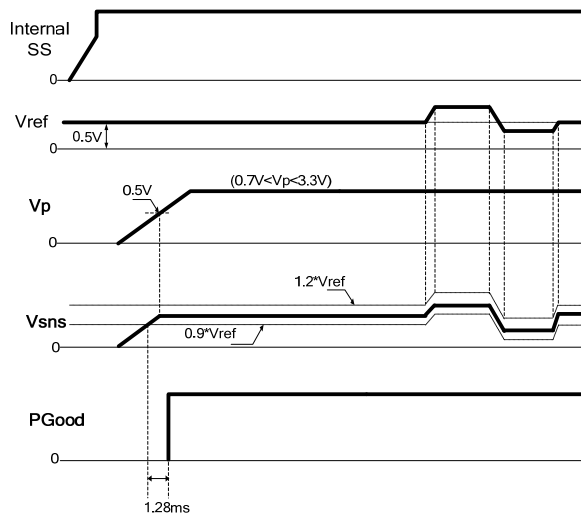 Internal
SS
0
Vref
0.5V
0
0.5V
(0.7V<Vp<3.3V)
Vp
0
1.2*Vref
Vsns
0.9*Vref
0
PGood
0
1.28ms